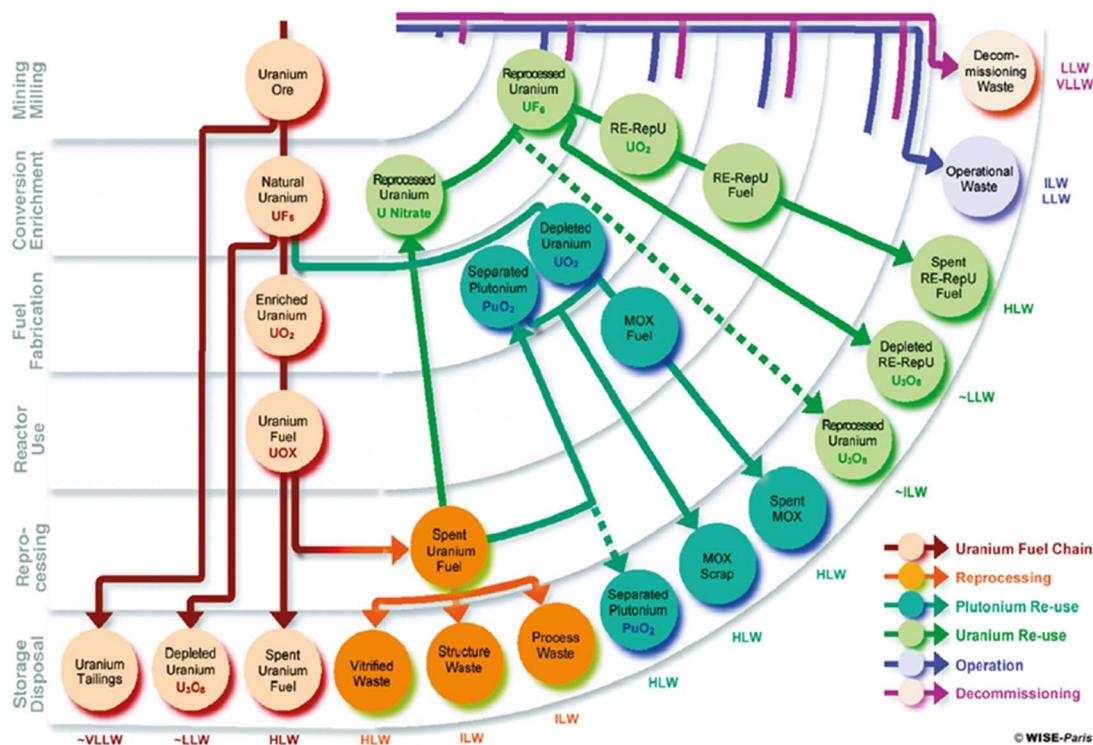 Mining
Milling
Conversion
Enrichment
Fuel
Fabrication
Reactor
Use
Repro-
cessing
Storage
Disposal
Uranium
Ore
Natural
Uranium
UF₆
Enriched
Uranium
UO₂
Uranium
Fuel
UOX
Uranium
Tailings
~VLLW
Depleted
Uranium
U₃O₈
~LLW
Spent
Uranium
Fuel
HLW
Spent
Uranium
Fuel
Vitrified
Waste
HLW
Structure
Waste
ILW
Process
Waste
ILW
Reprocessed
Uranium
U Nitrate
Reprocessed
Uranium
UF₆
RE-RepU
UO₂
RE-RepU
Fuel
Spent
RE-RepU
Fuel
HLW
Depleted
RE-RepU
U₃O₈
~LLW
Reprocessed
Uranium
U₃O₈
~ILW
Depleted
Uranium
UO₂
Separated
Plutonium
PuO₂
MOX
Fuel
Spent
MOX
HLW
MOX
Scrap
HLW
Separated
Plutonium
PuO₂
HLW
Decom-
missioning
Waste
LLW
VLLW
Operational
Waste
ILW
LLW
Uranium Fuel Chain
Reprocessing
Plutonium Re-use
Uranium Re-use
Operation
Decommissioning
© WISE-Paris